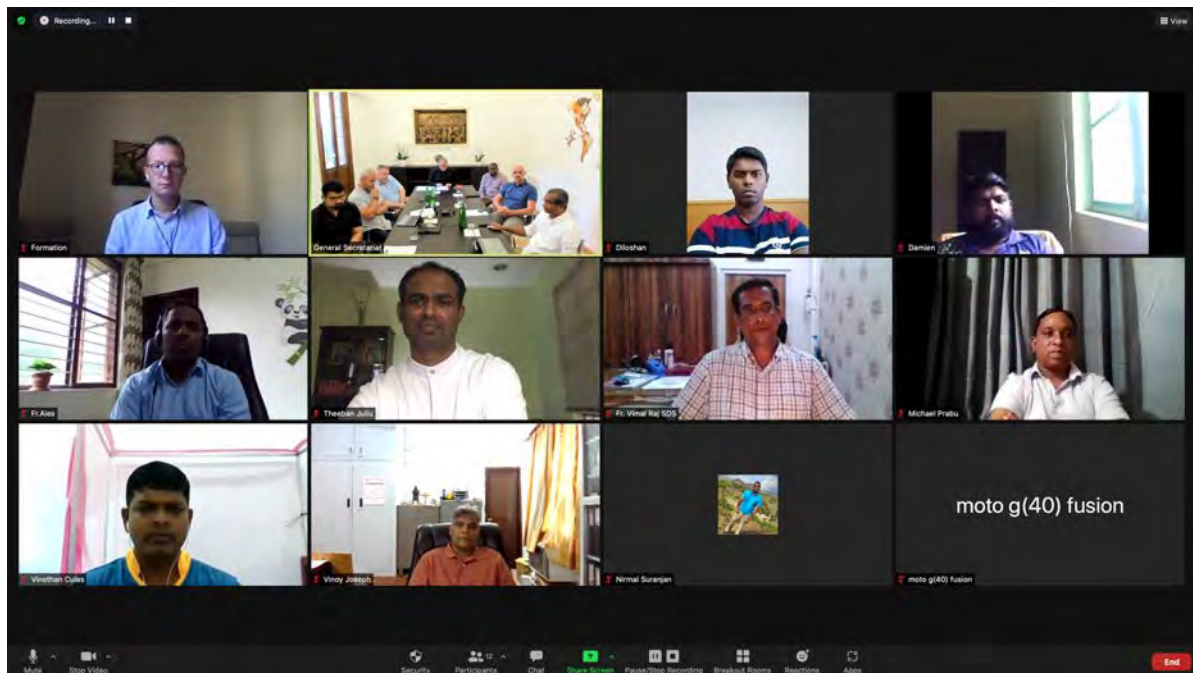 Recording...
View
Formation
General Secretariat
Diloshan
Damien
Fr.Alex
Theeban Juliu
Fr. Vimal Raj SDS
Michael Prabu
Vinothan Cules
Vinoy Joseph
Nirmal Suranjan
moto g(40) fusion
moto g(40) fusion
Mute
Stop Video
Security
Participants
12
Chat
Share Screen
Pause/Stop Recording
Breakout Rooms
Reactions
Apps
End